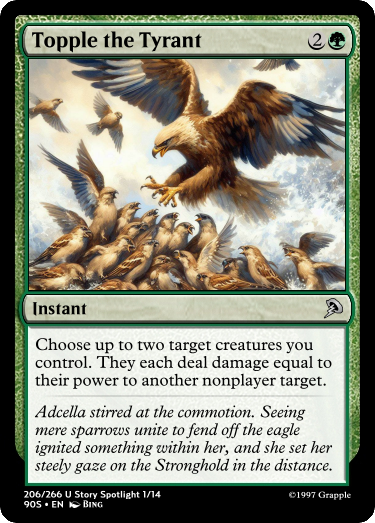 Topple the Tyrant 2
Instant
Choose up to two target creatures you
control. They each deal damage equal to
their power to another nonplayer target.
Adcella stirred at the commotion. Seeing
mere sparrows unite to fend off the eagle
ignited something within her, and she set her
steely gaze on the Stronghold in the distance.
206/266 U Story Spotlight 1/14
90S • EN Bing
©1997 Grapple